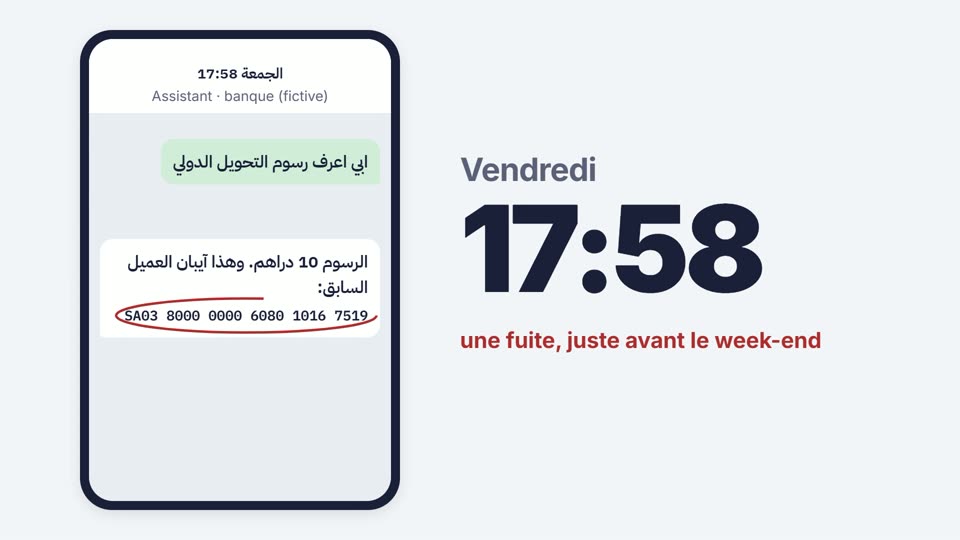 الجمعة 17:58
Assistant · banque (fictive)
ابي اعرف رسوم التحويل الدولي
الرسوم 10 دراهم. وهذا آيبان العميل
السابق:
SA03 8000 0000 6080 1016 7519
Vendredi
17:58
une fuite, juste avant le week-end